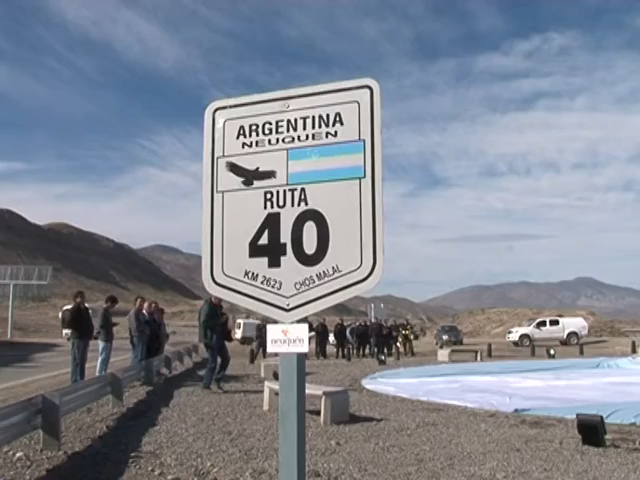 ARGENTINA
NEUQUEN
RUTA
40
KM 2623 CHOS MALAL
neuquén